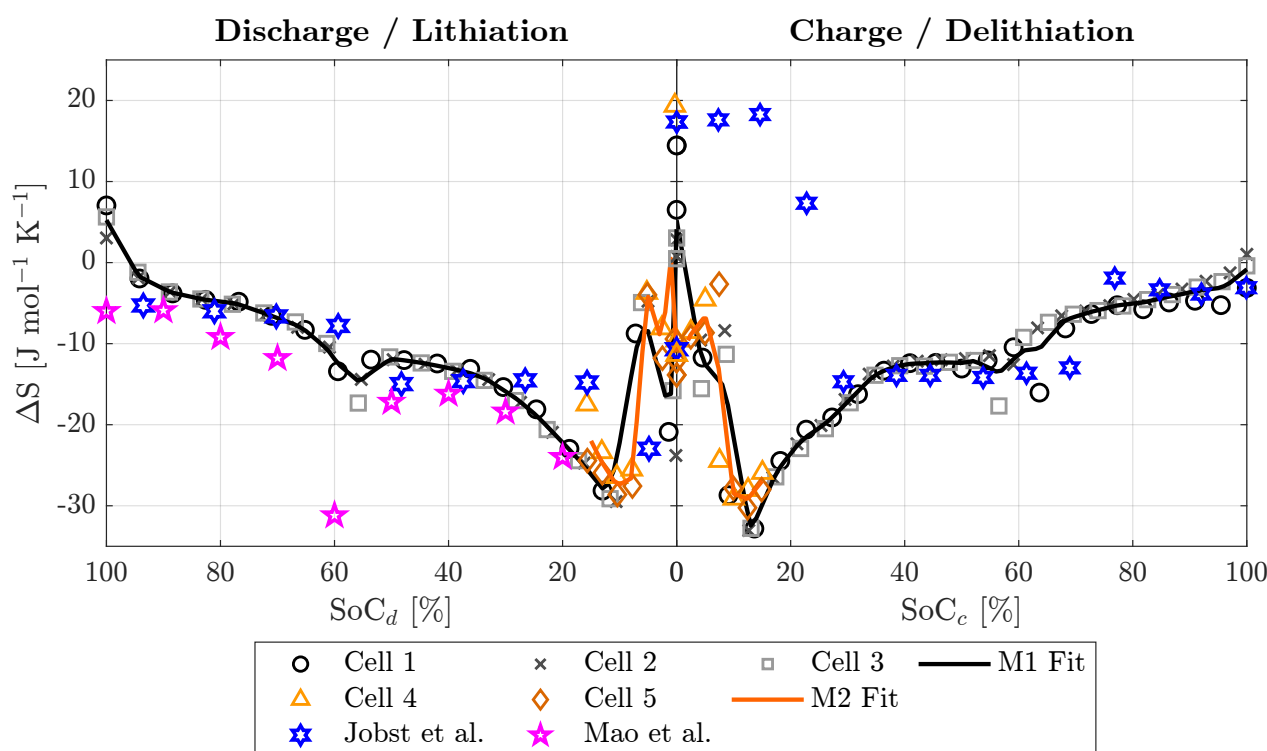 Discharge / Lithiation
Charge / Delithiation
ΔS [J mol⁻¹ K⁻¹]
20
10
0
-10
-20
-30
100 80 60 40 20 0 20 40 60 80 100
SoC_d [%]
SoC_c [%]
Cell 1 Cell 2 Cell 3 M1 Fit
Cell 4 Cell 5 M2 Fit
Jobst et al. Mao et al.